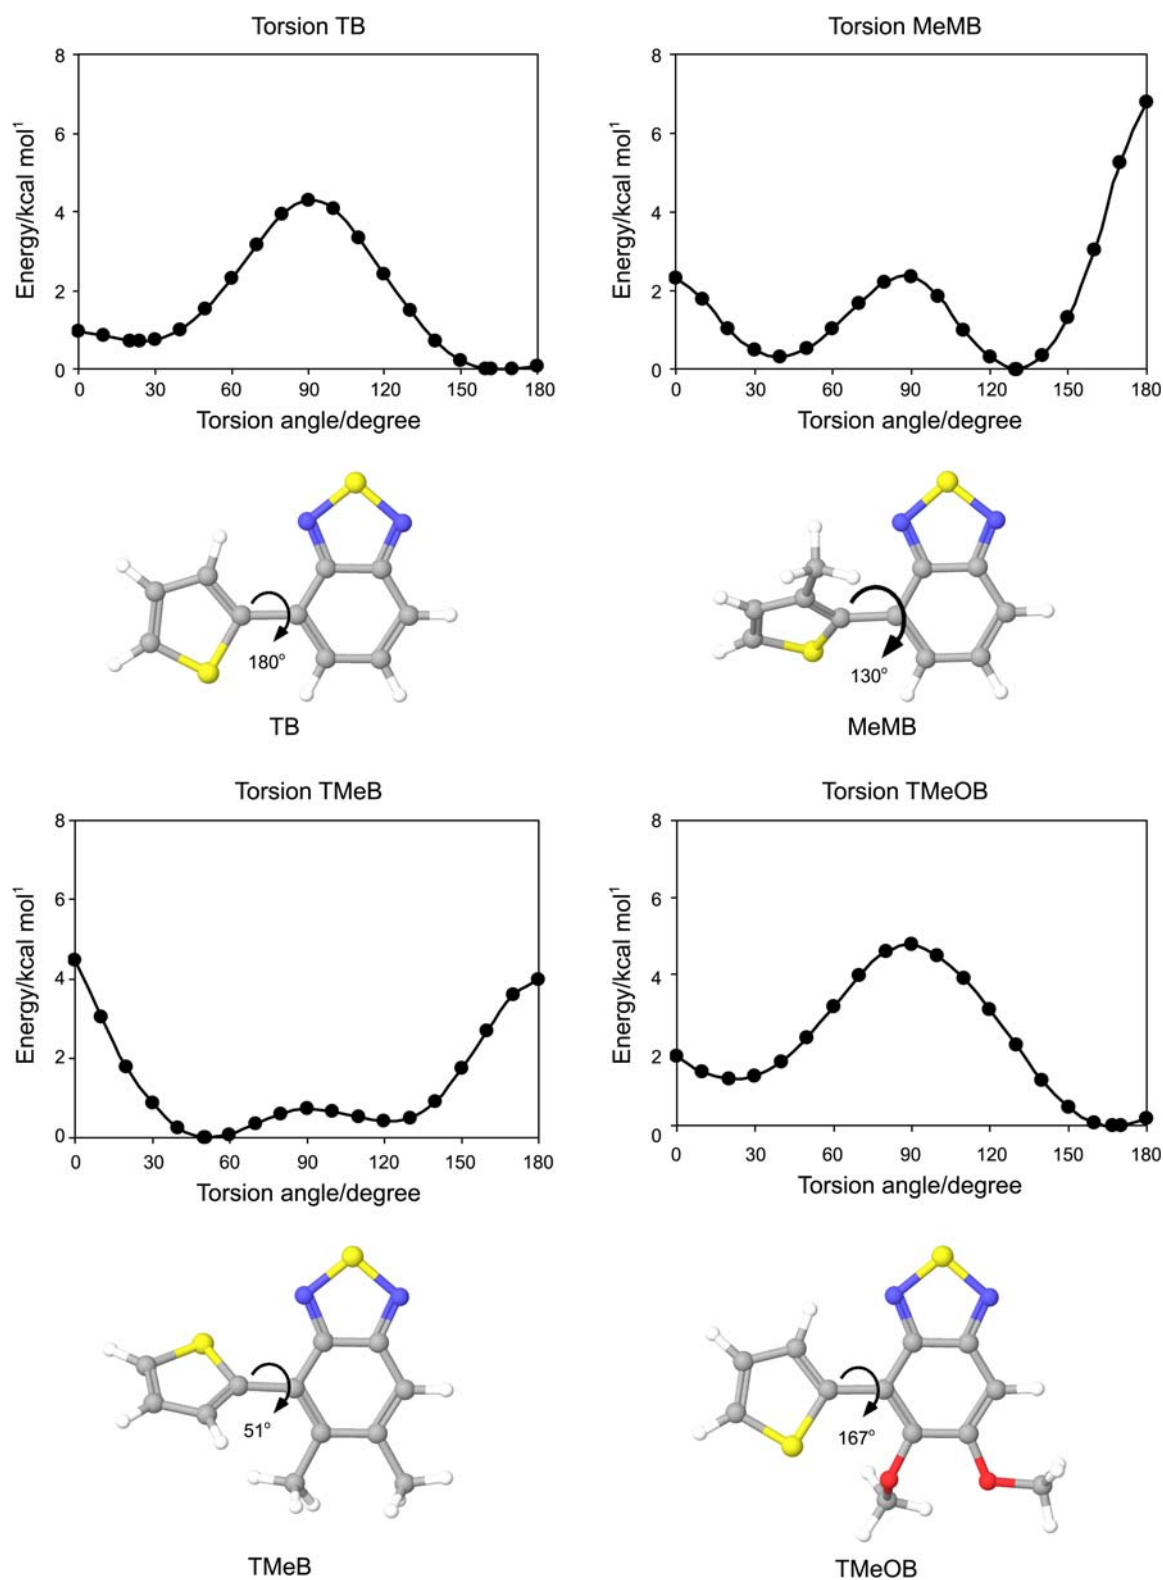 Torsion TB
Energy/kcal mol¹
8
6
4
2
0
0 30 60 90 120 150 180
Torsion angle/degree
Torsion MeMB
Energy/kcal mol¹
8
6
4
2
0
0 30 60 90 120 150 180
Torsion angle/degree
180°
TB
130°
MeMB
Torsion TMeB
Energy/kcal mol¹
8
6
4
2
0
0 30 60 90 120 150 180
Torsion angle/degree
Torsion TMeOB
Energy/kcal mol¹
8
6
4
2
0
0 30 60 90 120 150 180
Torsion angle/degree
51°
TMeB
167°
TMeOB